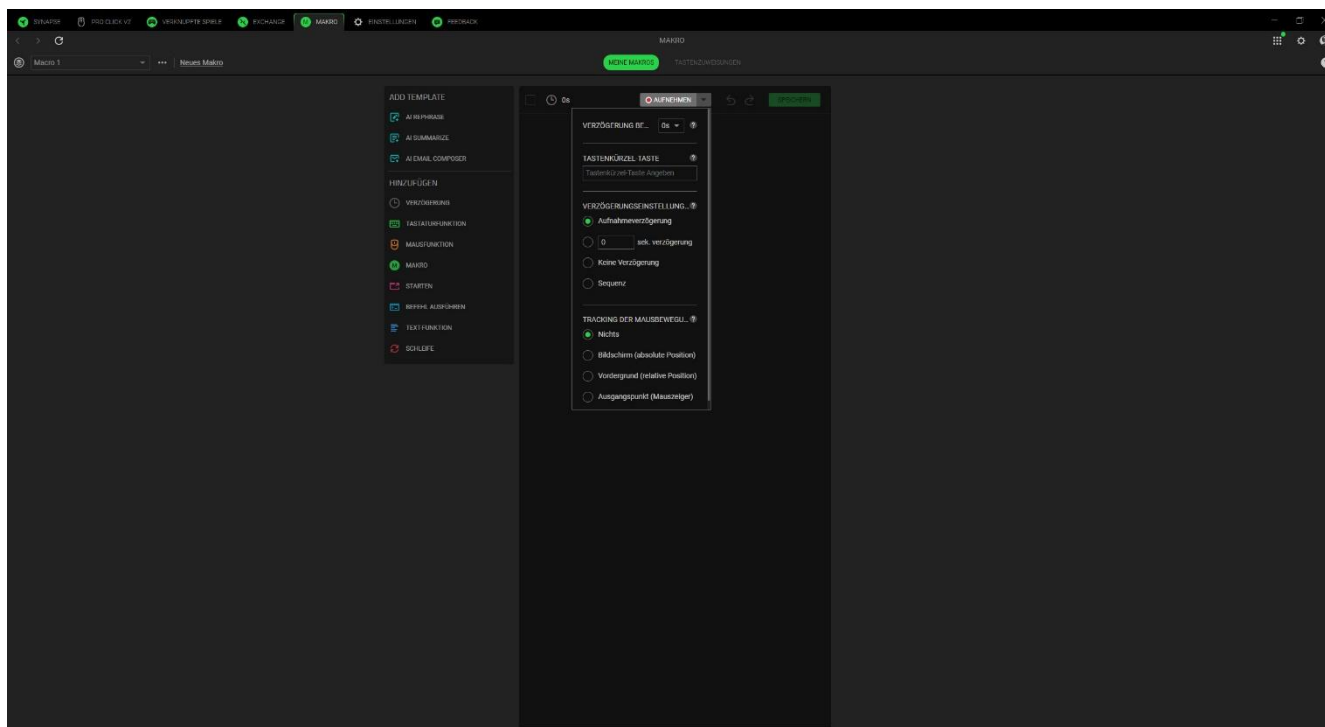 SYNAPSE PRO CLICK V2 VERKNÜPFTE SPIELE EXCHANGE MAKRO EINSTELLUNGEN FEEDBACK
MAKRO
Macro 1 Neues Makro MEINE MAKROS TASTENZUWEISUNGEN
ADD TEMPLATE
AI REPHRASE
AI SUMMARIZE
AI EMAIL COMPOSER
HINZUFÜGEN
VERZÖGERUNG
TASTATURFUNKTION
MAUSFUNKTION
MAKRO
STARTEN
BEFEHL AUSFÜHREN
TEXT-FUNKTION
SCHLEIFE
0s AUFNEHMEN SPEICHERN
VERZÖGERUNG BE... 0s
TASTENKÜRZEL-TASTE
Tastenkürzel-Taste Angeben
VERZÖGERUNGSEINSTELLUNG...
Aufnahmeverzögerung
0 sek. verzögerung
Keine Verzögerung
Sequenz
TRACKING DER MAUSBEWEGU...
Nichts
Bildschirm (absolute Position)
Vordergrund (relative Position)
Ausgangspunkt (Mauszeiger)